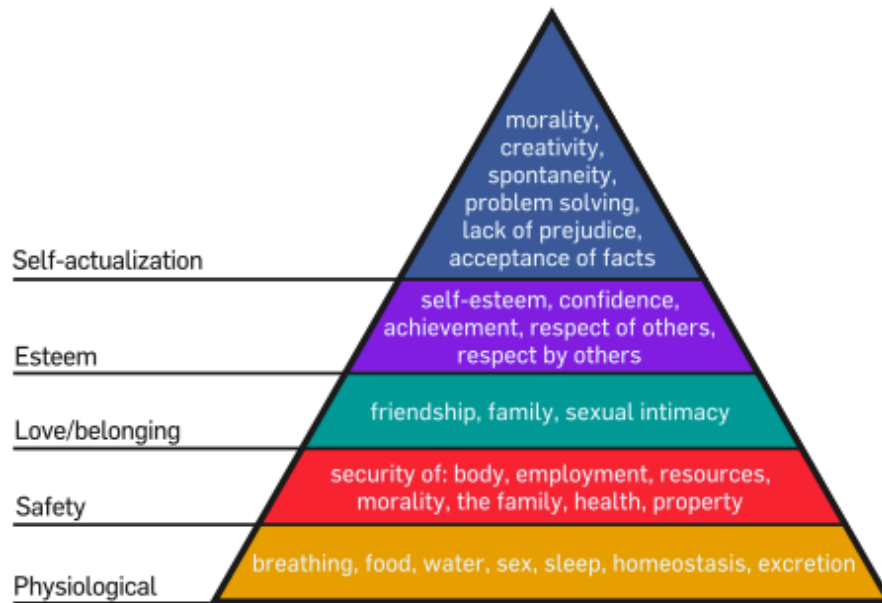 morality,
creativity,
spontaneity,
problem solving,
lack of prejudice,
acceptance of facts
Self-actualization
self-esteem, confidence,
achievement, respect of others,
respect by others
Esteem
friendship, family, sexual intimacy
Love/belonging
security of: body, employment, resources,
morality, the family, health, property
Safety
breathing, food, water, sex, sleep, homeostasis, excretion
Physiological